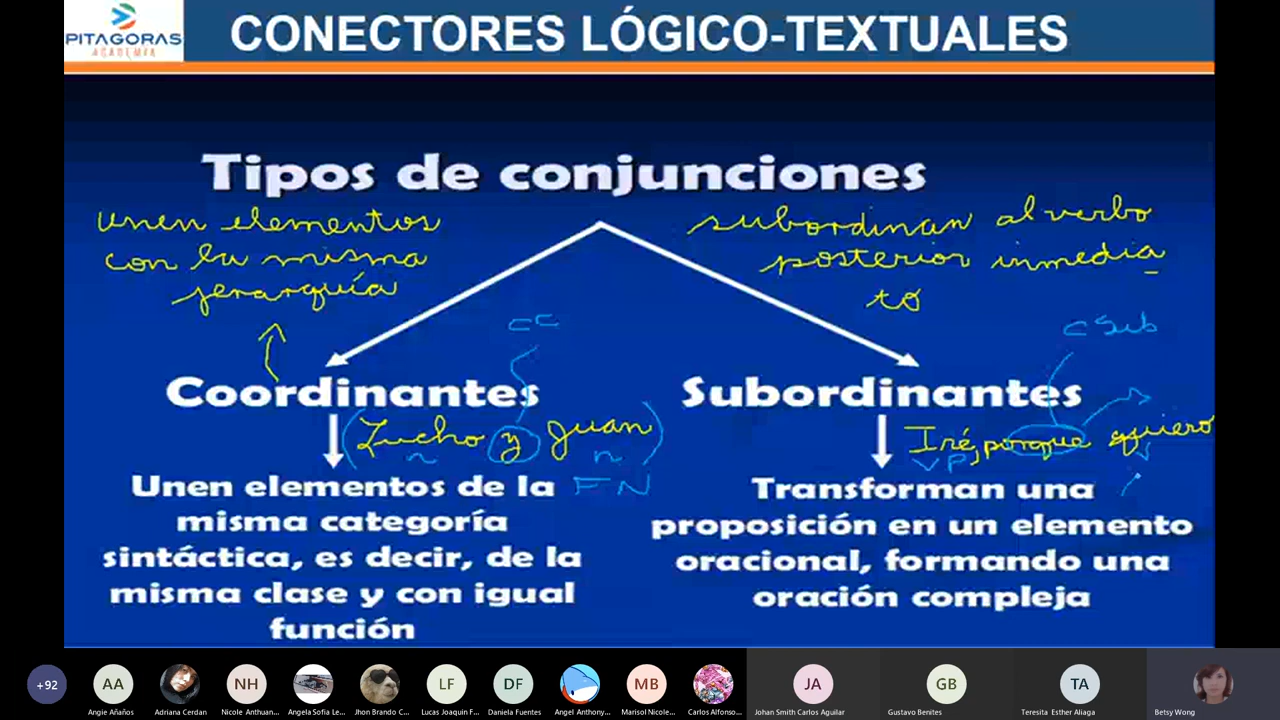 PITAGORAS
ACADEMIA
CONECTORES LÓGICO-TEXTUALES
Tipos de conjunciones
unen elementos
con la misma
jerarquía
subordinan al verbo
posterior inmedia
to
CC
C Sub
Coordinantes
Subordinantes
(Lucho y Juan)
n n
FN
Iré, porque quiero
VP V
Unen elementos de la
misma categoría
sintáctica, es decir, de la
misma clase y con igual
función
Transforman una
proposición en un elemento
oracional, formando una
oración compleja
+92
AA
NH
LF
DF
MB
JA
GB
TA
Angie Añaños
Adriana Cerdan
Nicole Anthuan...
Angela Sofia Le...
Jhon Brando C...
Lucas Joaquin F...
Daniela Fuentes
Angel Anthony...
Marisol Nicole...
Carlos Alfonso...
Johan Smith Carlos Aguilar
Gustavo Benites
Teresita Esther Aliaga
Betsy Wong